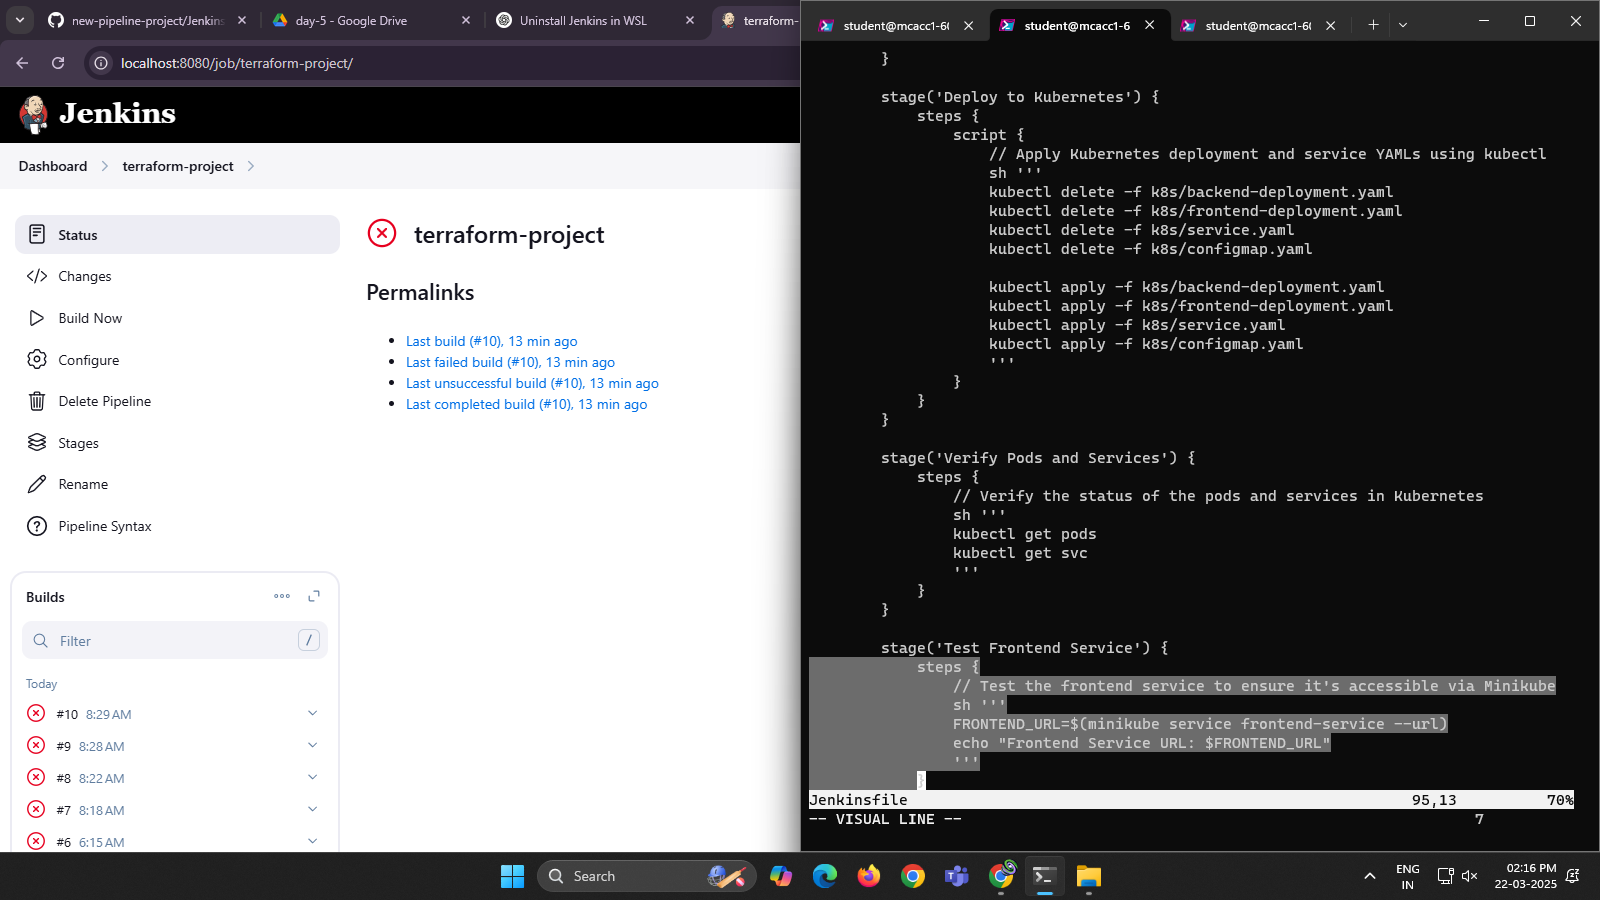 new-pipeline-project/Jenkins
day-5 - Google Drive
Uninstall Jenkins in WSL
terraform-
localhost:8080/job/terraform-project/
Jenkins
Dashboard
terraform-project
Status
Changes
Build Now
Configure
Delete Pipeline
Stages
Rename
Pipeline Syntax
Builds
Filter
/
Today
#10 8:29 AM
#9 8:28 AM
#8 8:22 AM
#7 8:18 AM
#6 6:15 AM
terraform-project
Permalinks
Last build (#10), 13 min ago
Last failed build (#10), 13 min ago
Last unsuccessful build (#10), 13 min ago
Last completed build (#10), 13 min ago
student@mcacc1-60
student@mcacc1-6
student@mcacc1-60
}
stage('Deploy to Kubernetes') {
steps {
script {
// Apply Kubernetes deployment and service YAMLs using kubectl
sh '''
kubectl delete -f k8s/backend-deployment.yaml
kubectl delete -f k8s/frontend-deployment.yaml
kubectl delete -f k8s/service.yaml
kubectl delete -f k8s/configmap.yaml
kubectl apply -f k8s/backend-deployment.yaml
kubectl apply -f k8s/frontend-deployment.yaml
kubectl apply -f k8s/service.yaml
kubectl apply -f k8s/configmap.yaml
'''
}
}
}
stage('Verify Pods and Services') {
steps {
// Verify the status of the pods and services in Kubernetes
sh '''
kubectl get pods
kubectl get svc
'''
}
}
stage('Test Frontend Service') {
steps {
// Test the frontend service to ensure it's accessible via Minikube
sh '''
FRONTEND_URL=$(minikube service frontend-service --url)
echo "Frontend Service URL: $FRONTEND_URL"
'''
}
Jenkinsfile 95,13 70%
-- VISUAL LINE -- 7
Search
ENG
IN
02:16 PM
22-03-2025